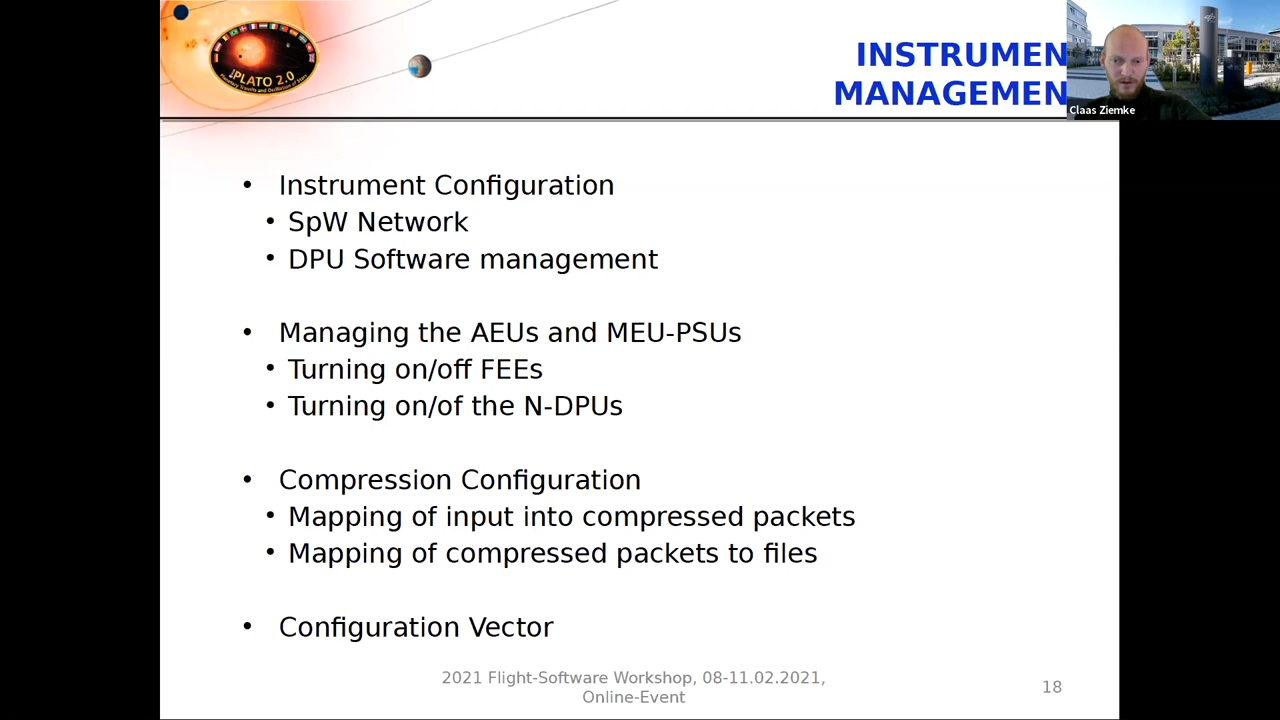 PLATO 2.0
INSTRUMEN
MANAGEMEN
Claas Ziemke
• Instrument Configuration
• SpW Network
• DPU Software management
• Managing the AEUs and MEU-PSUs
• Turning on/off FEEs
• Turning on/of the N-DPUs
• Compression Configuration
• Mapping of input into compressed packets
• Mapping of compressed packets to files
• Configuration Vector
2021 Flight-Software Workshop, 08-11.02.2021,
Online-Event
18